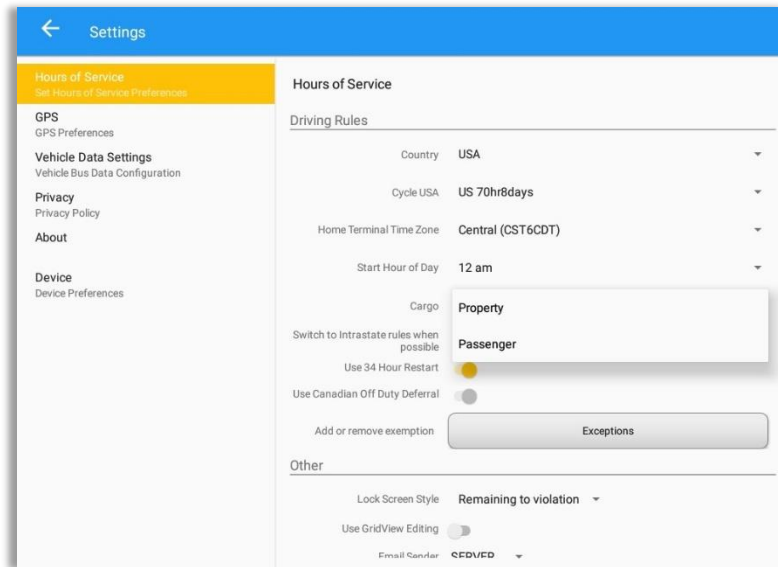 Settings
Hours of Service
Set Hours of Service Preferences
GPS
GPS Preferences
Vehicle Data Settings
Vehicle Bus Data Configuration
Privacy
Privacy Policy
About
Device
Device Preferences
Hours of Service
Driving Rules
Country USA
Cycle USA US 70hr8days
Home Terminal Time Zone Central (CST6CDT)
Start Hour of Day 12 am
Cargo Property
Passenger
Switch to Intrastate rules when
possible
Use 34 Hour Restart
Use Canadian Off Duty Deferral
Add or remove exemption Exceptions
Other
Lock Screen Style Remaining to violation
Use GridView Editing
Email Sender SERVER